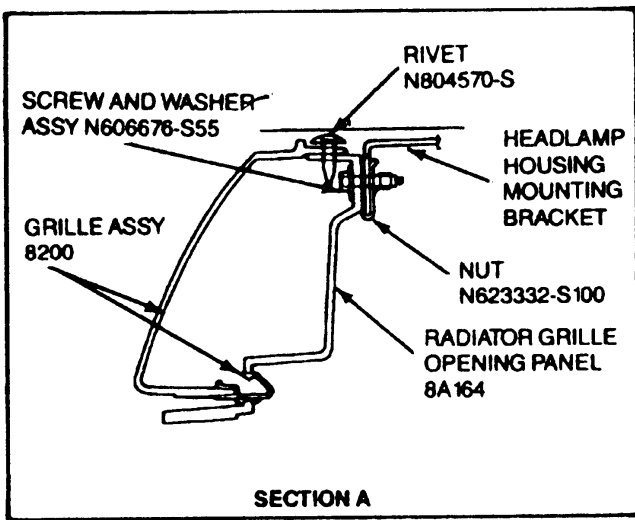 RIVET
N804570-S
SCREW AND WASHER
ASSY N606676-S55
HEADLAMP
HOUSING
MOUNTING
BRACKET
GRILLE ASSY
8200
NUT
N623332-S100
RADIATOR GRILLE
OPENING PANEL
8A164
SECTION A